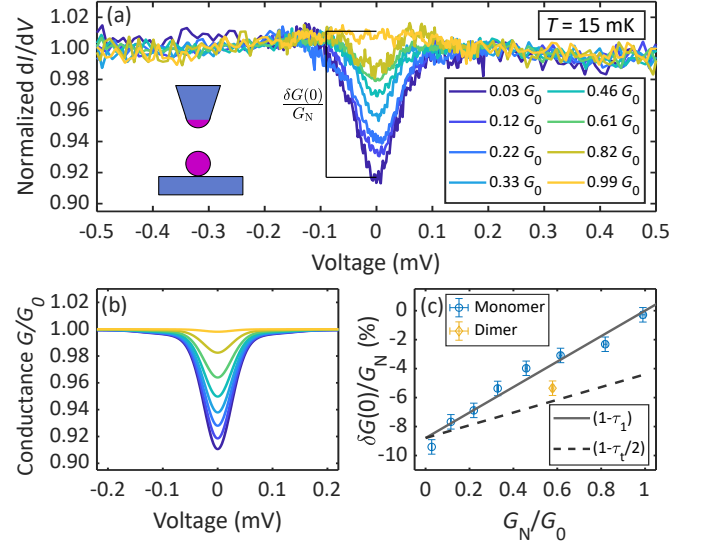 (a)
T = 15 mK
Normalized dI/dV
1.02
1.00
0.98
0.96
0.94
0.92
0.90
δG(0)
G_N
0.03 G_0
0.46 G_0
0.12 G_0
0.61 G_0
0.22 G_0
0.82 G_0
0.33 G_0
0.99 G_0
-0.5 -0.4 -0.3 -0.2 -0.1 0 0.1 0.2 0.3 0.4 0.5
Voltage (mV)
(b)
Conductance G/G_0
1.02
1.00
0.98
0.96
0.94
0.92
0.90
-0.2 -0.1 0 0.1 0.2
Voltage (mV)
(c)
Monomer
Dimer
δG(0)/G_N (%)
0
-2
-4
-6
-8
-10
(1-τ_1)
(1-τ_t/2)
0 0.2 0.4 0.6 0.8 1
G_N/G_0